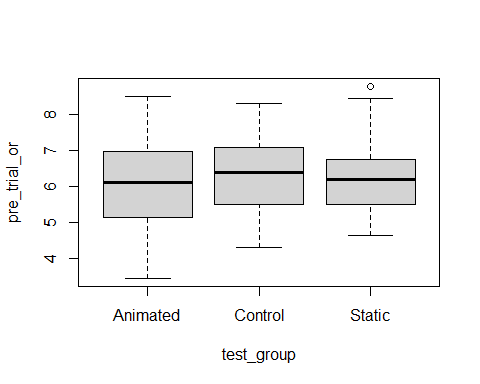 pre_trial_or
8
7
6
5
4
Animated Control Static
test_group